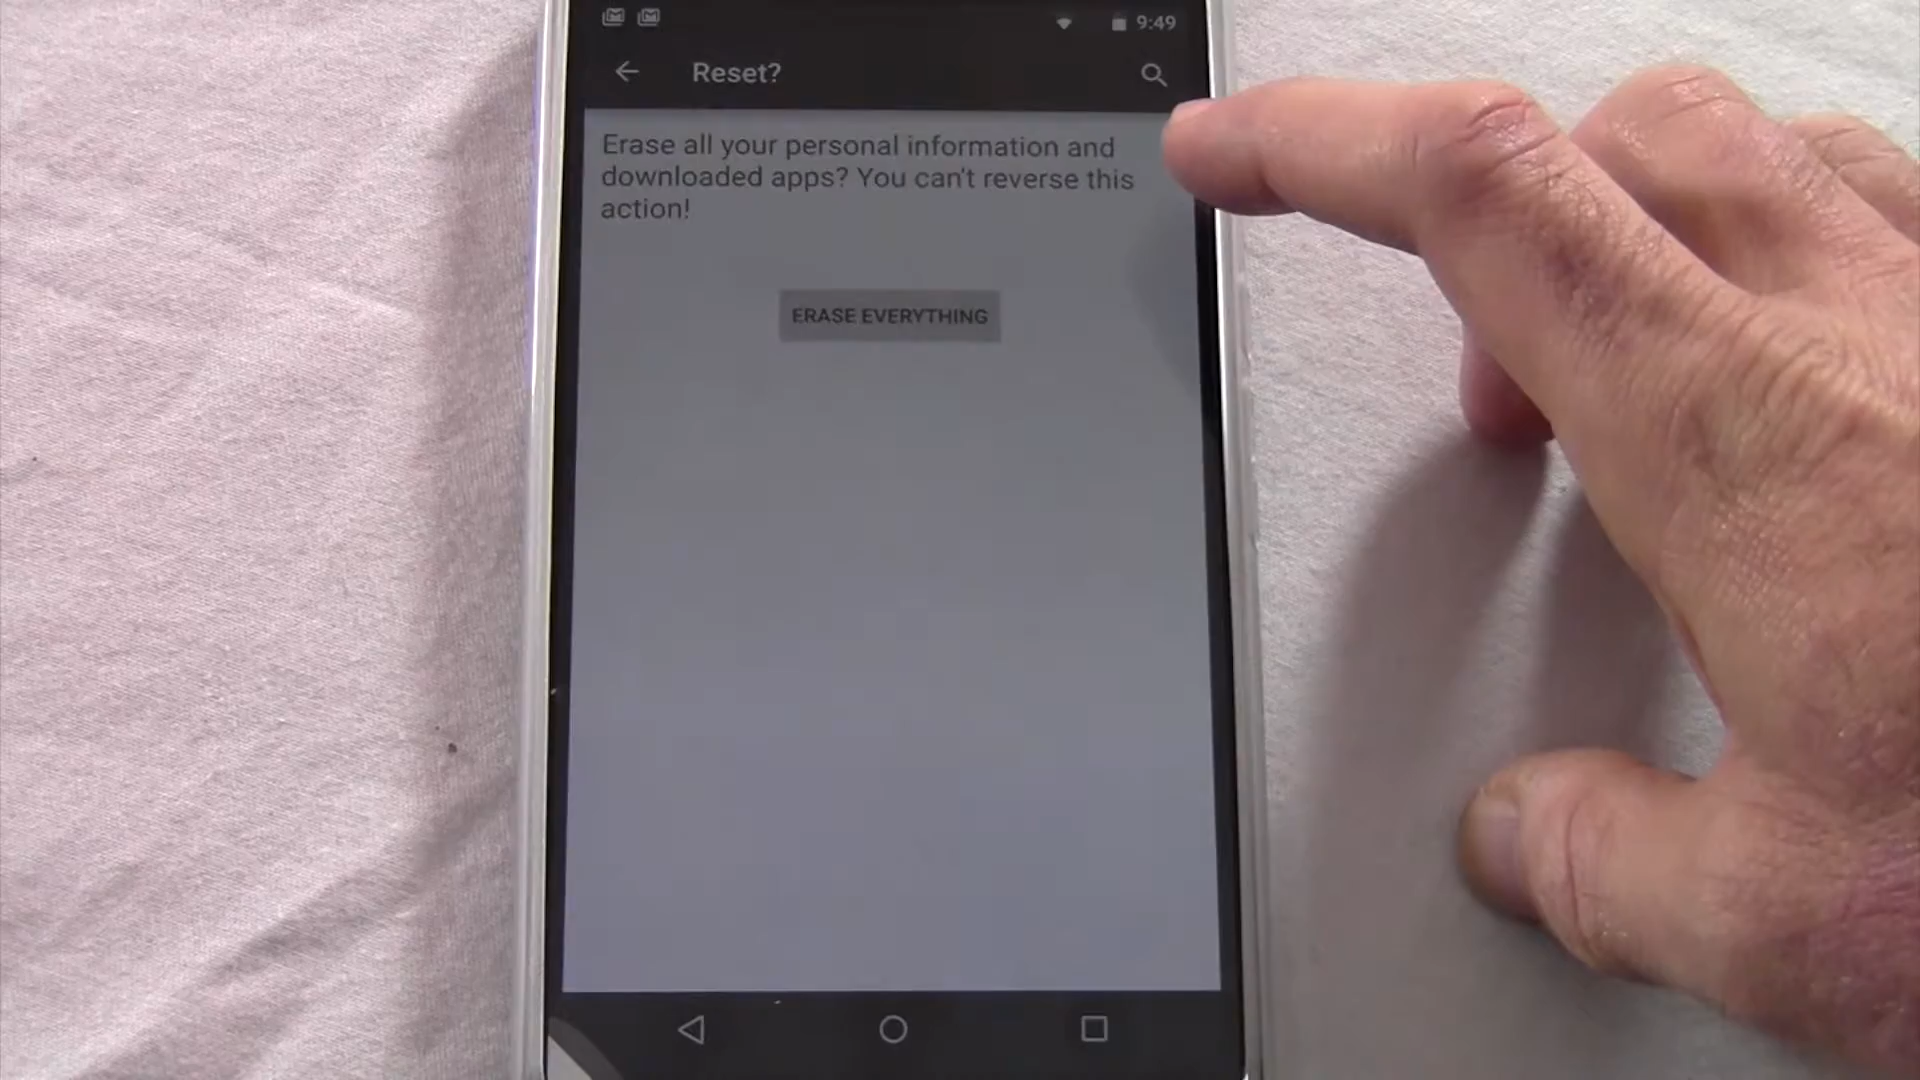 9:49
Reset?
Erase all your personal information and
downloaded apps? You can't reverse this
action!
ERASE EVERYTHING